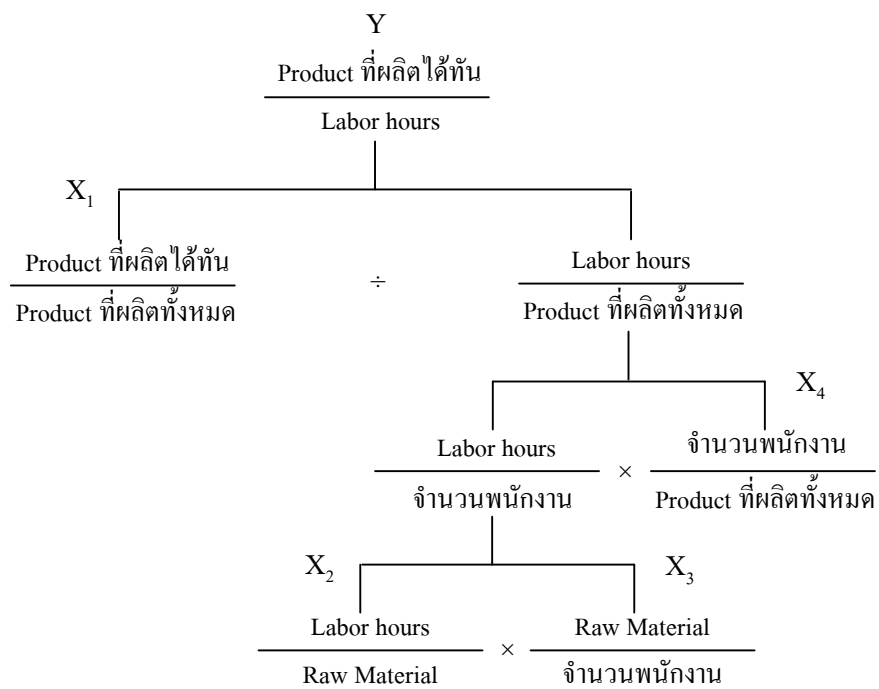 Y
Product ที่ผลิตได้ทัน
Labor hours
X₁
Product ที่ผลิตได้ทัน
Product ที่ผลิตทั้งหมด
÷
Labor hours
Product ที่ผลิตทั้งหมด
X₄
Labor hours
จำนวนพนักงาน
×
จำนวนพนักงาน
Product ที่ผลิตทั้งหมด
X₂
X₃
Labor hours
Raw Material
×
Raw Material
จำนวนพนักงาน